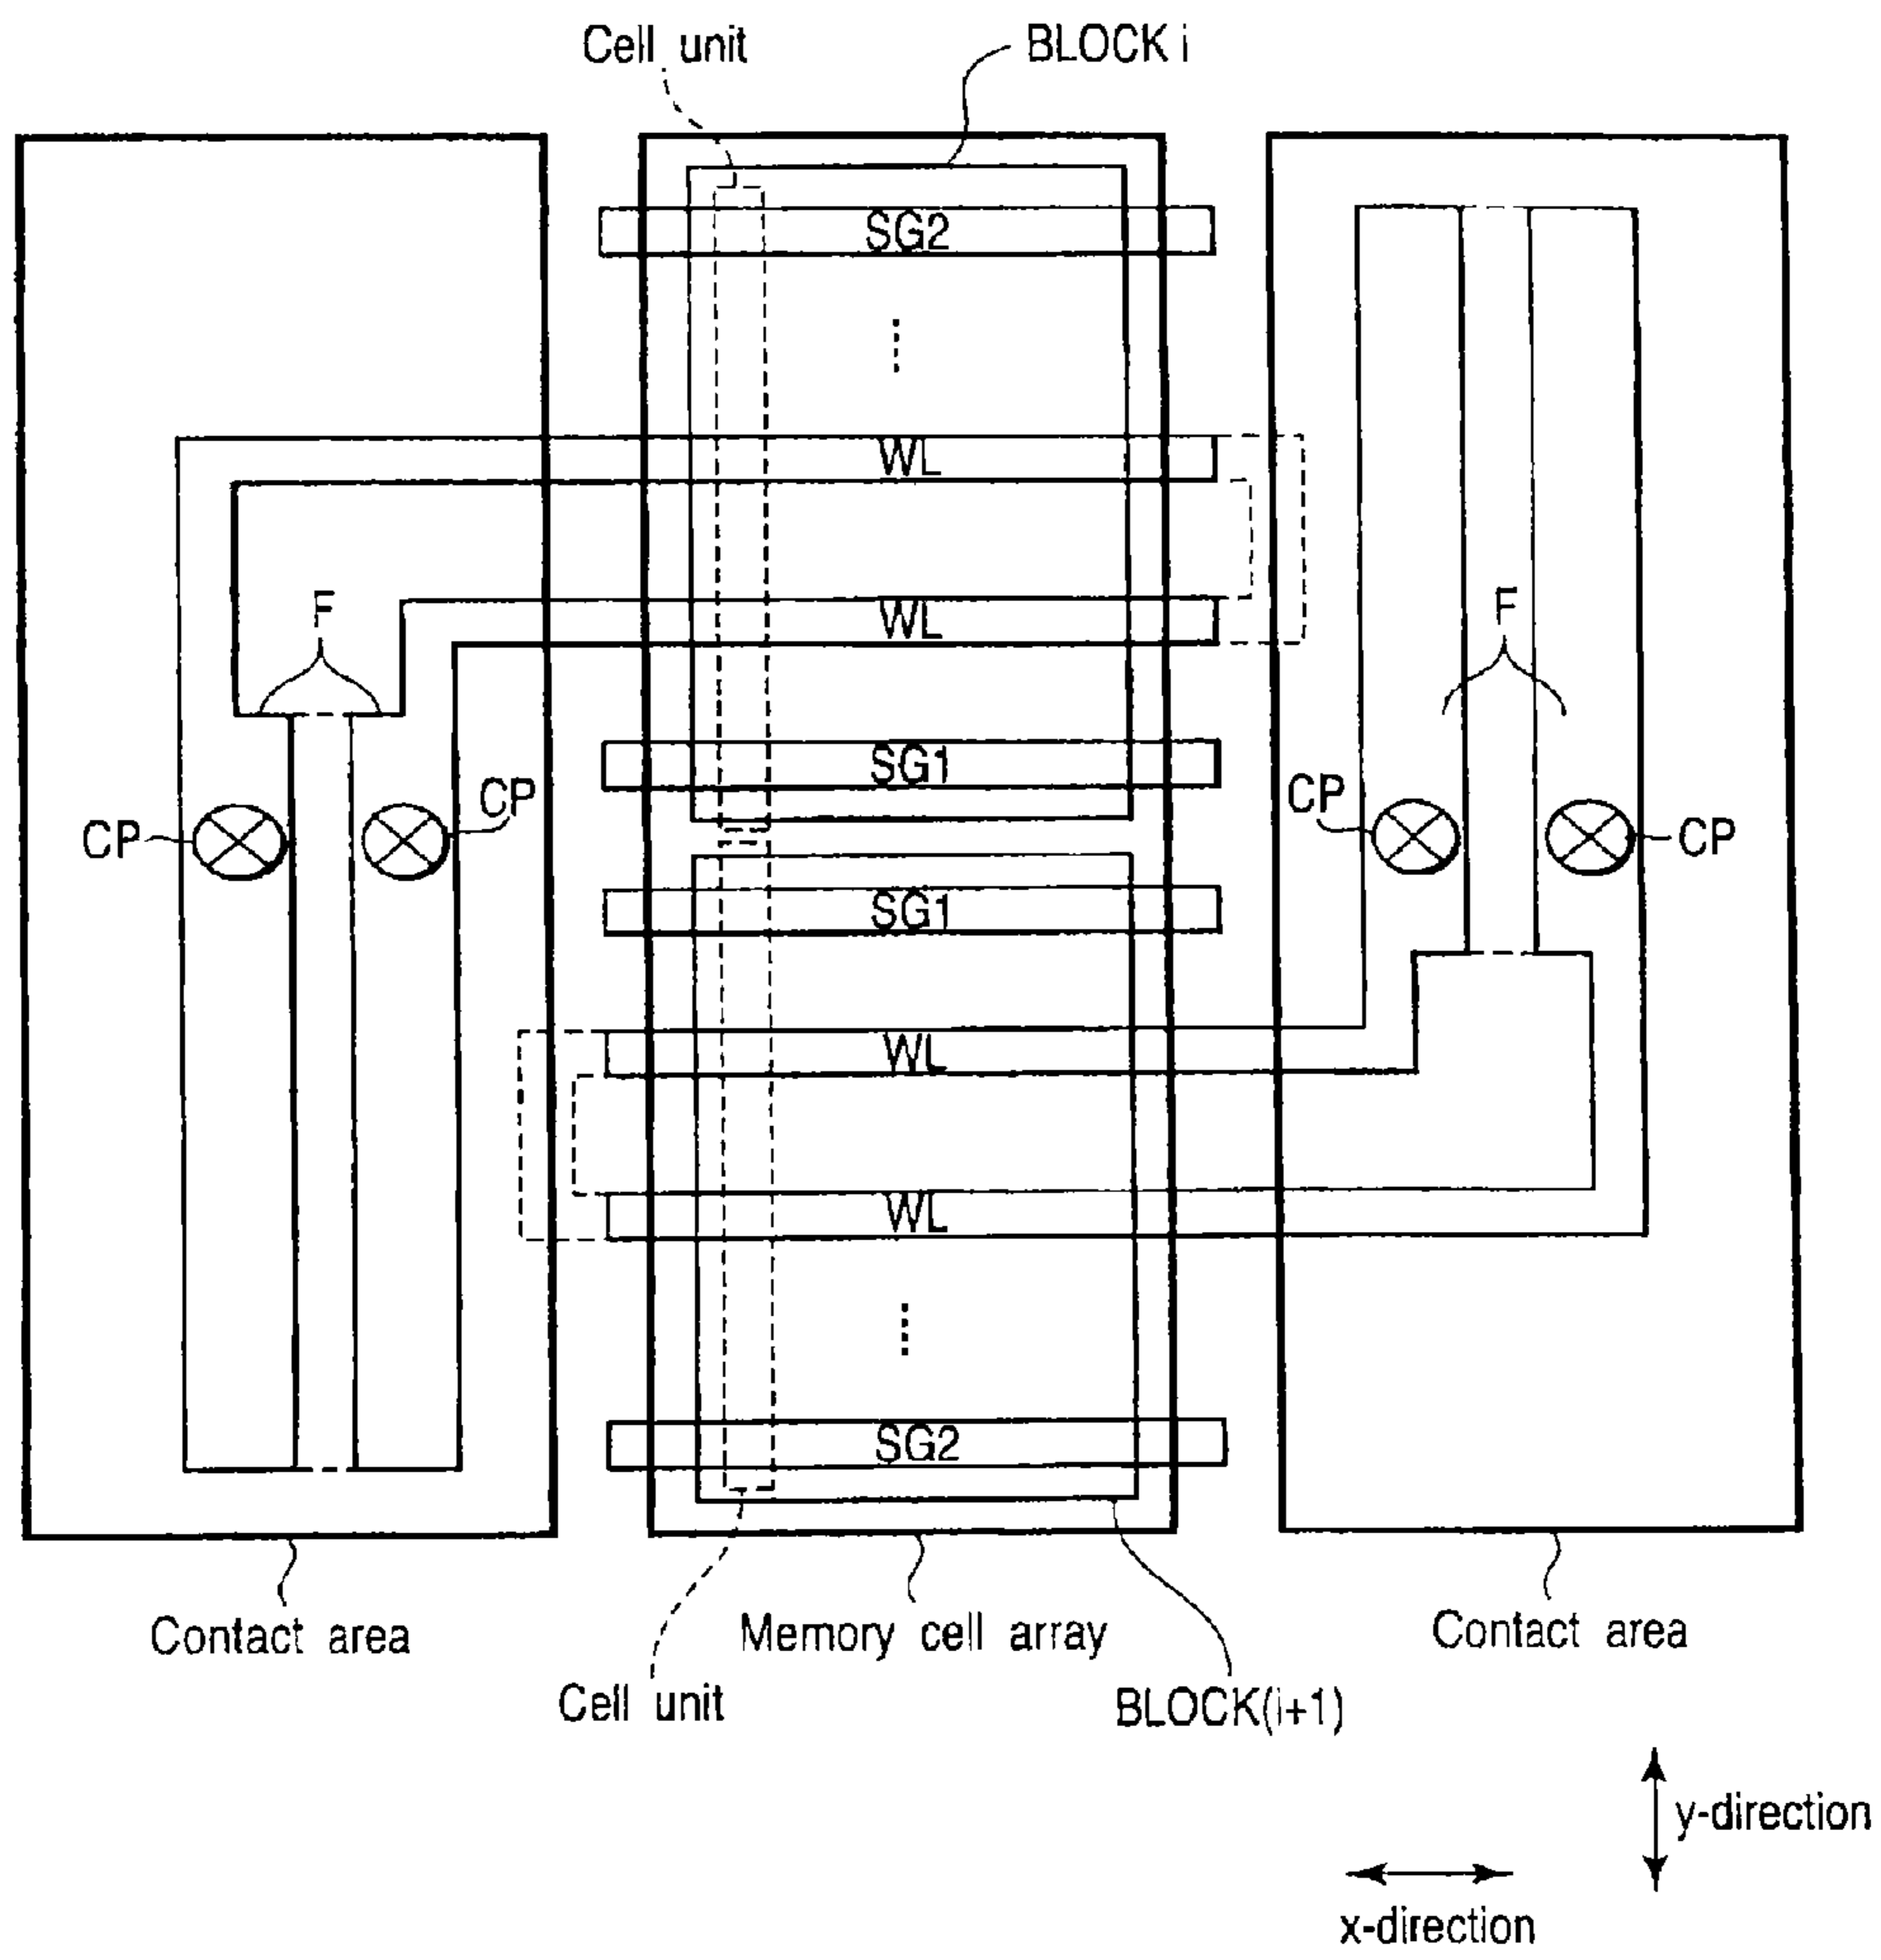 Cell unit
BLOCK i
SG2
WL
WL
F
F
SG1
CP
CP
CP
CP
SG1
WL
WL
SG2
Contact area
Memory cell array
Contact area
Cell unit
BLOCK(i+1)
y-direction
x-direction